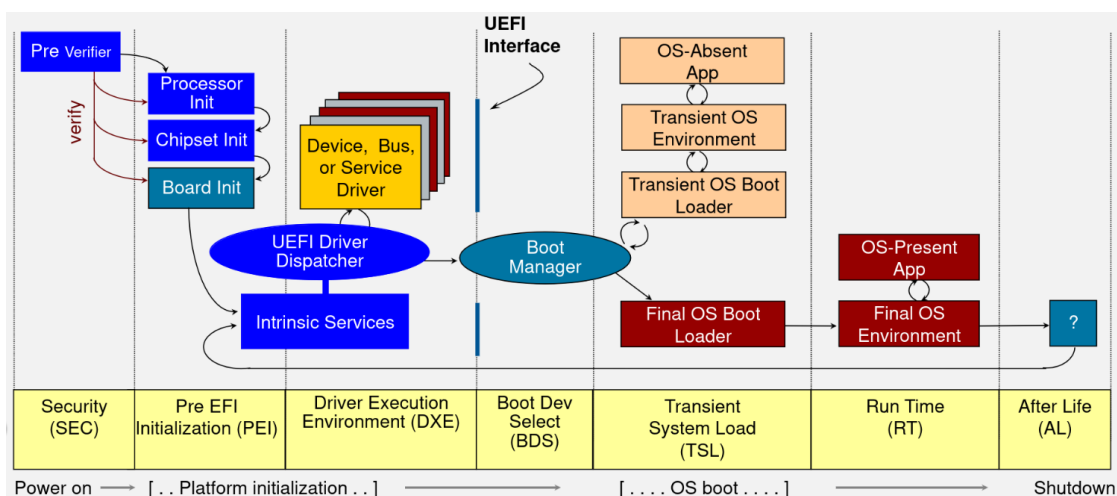 UEFI
Interface
Pre Verifier
verify
Processor
Init
Chipset Init
Board Init
Device, Bus,
or Service
Driver
UEFI Driver
Dispatcher
Intrinsic Services
Boot
Manager
OS-Absent
App
Transient OS
Environment
Transient OS Boot
Loader
Final OS Boot
Loader
OS-Present
App
Final OS
Environment
?
Security
(SEC)
Pre EFI
Initialization (PEI)
Driver Execution
Environment (DXE)
Boot Dev
Select
(BDS)
Transient
System Load
(TSL)
Run Time
(RT)
After Life
(AL)
Power on
[ . . Platform initialization . . ]
[ . . . . OS boot . . . . ]
Shutdown